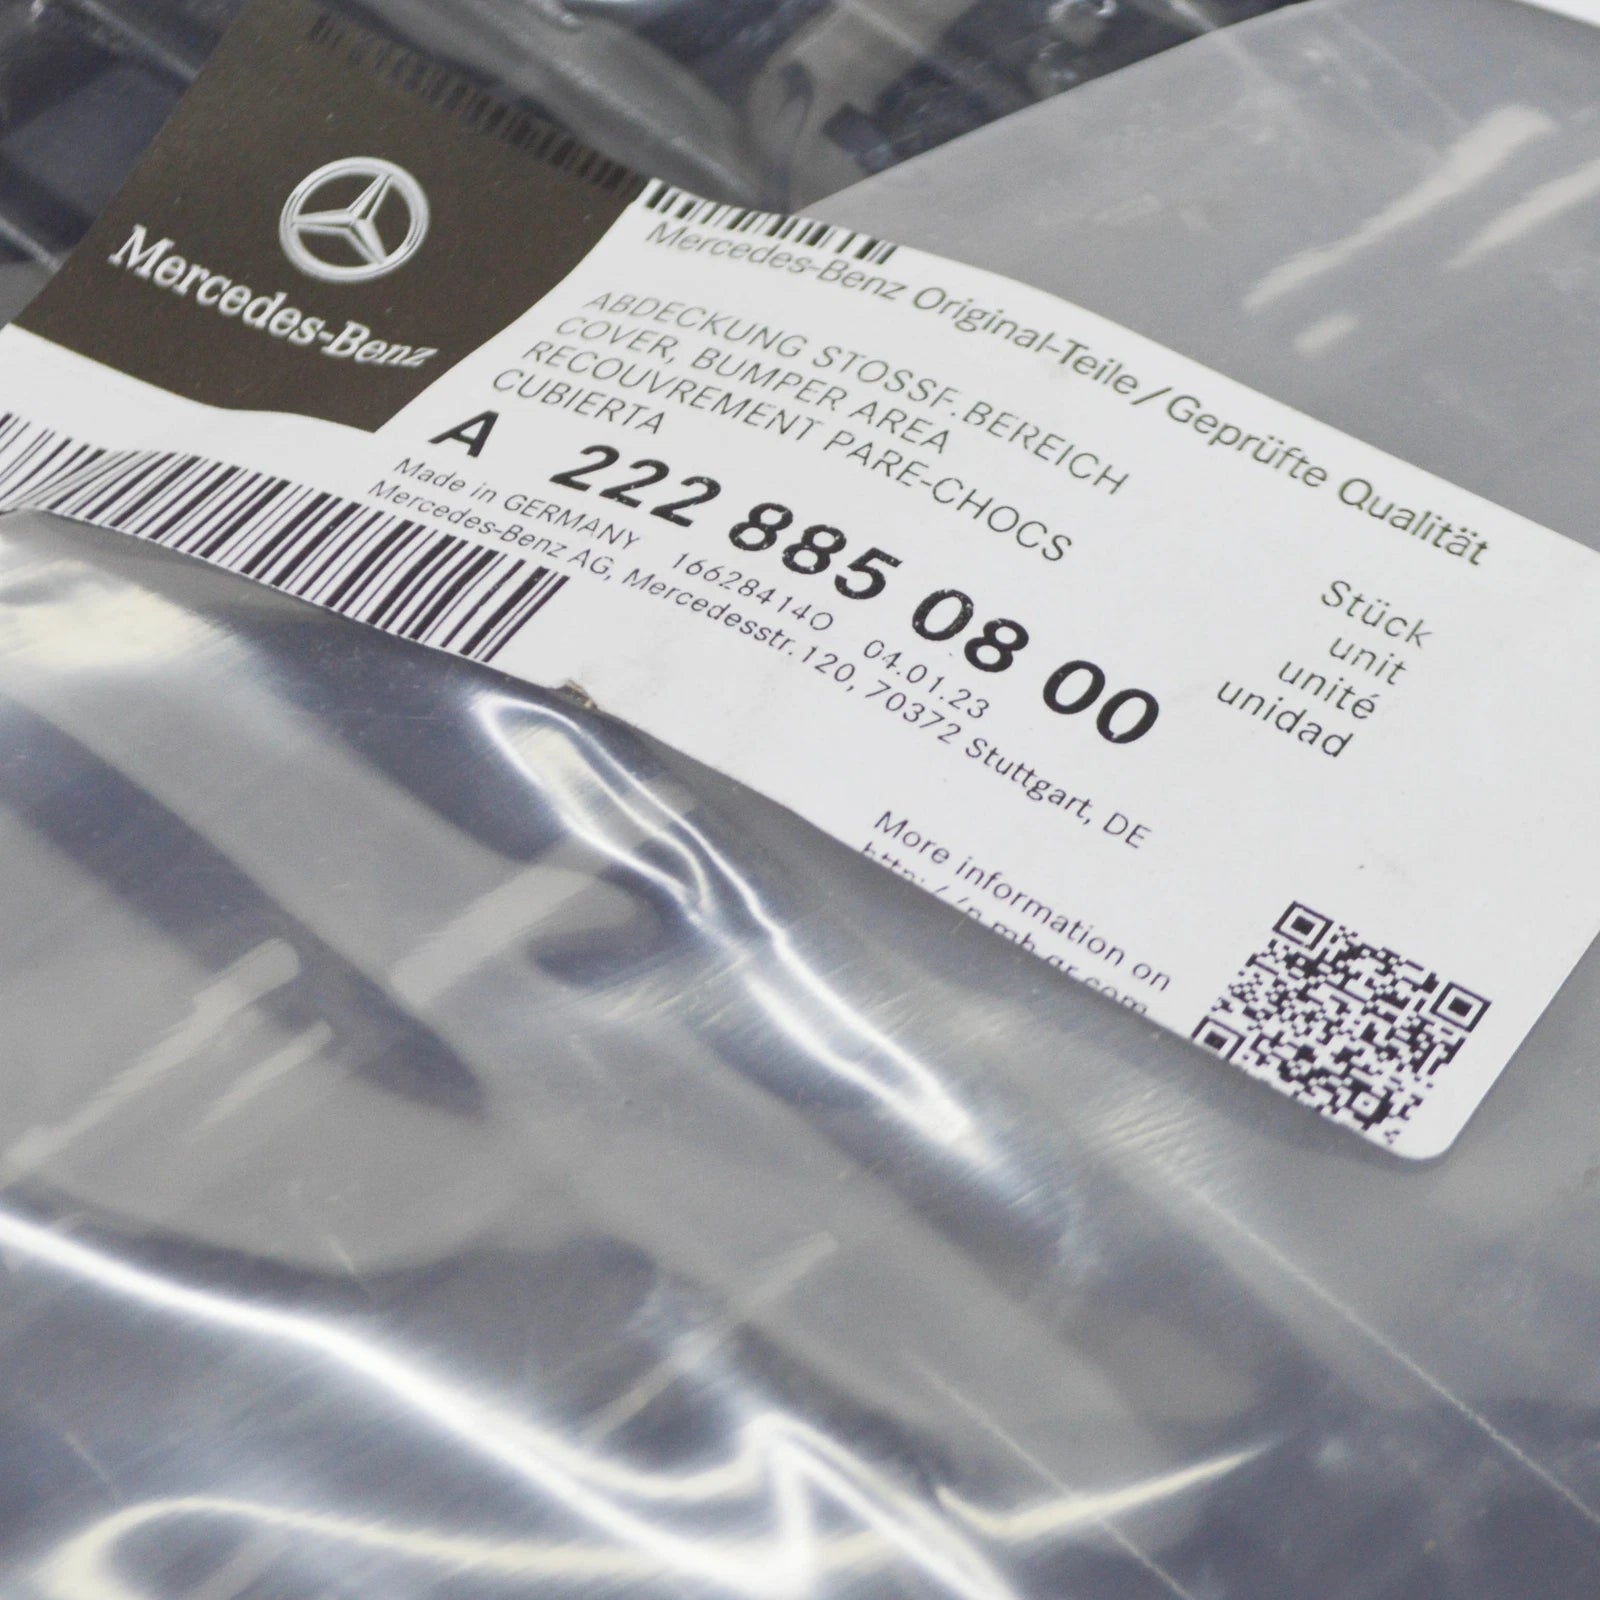 Mercedes-Benz
Mercedes-Benz Original-Teile / Geprüfte Qualität
ABDECKUNG STOSSF.BEREICH
COVER, BUMPER AREA
RECOUVREMENT PARE-CHOCS
CUBIERTA
A 222 885 08 00
Made in GERMANY 166284140 04.01.23
Mercedes-Benz AG, Mercedesstr.120, 70372 Stuttgart, DE
Stück
unit
unité
unidad
More information on